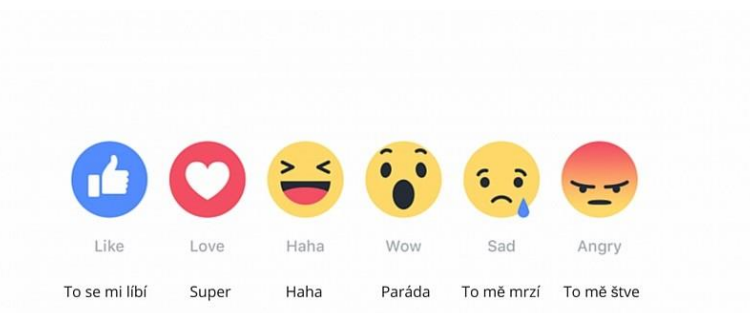 Like Love Haha Wow Sad Angry
To se mi líbí Super Haha Paráda To mě mrzí To mě štve